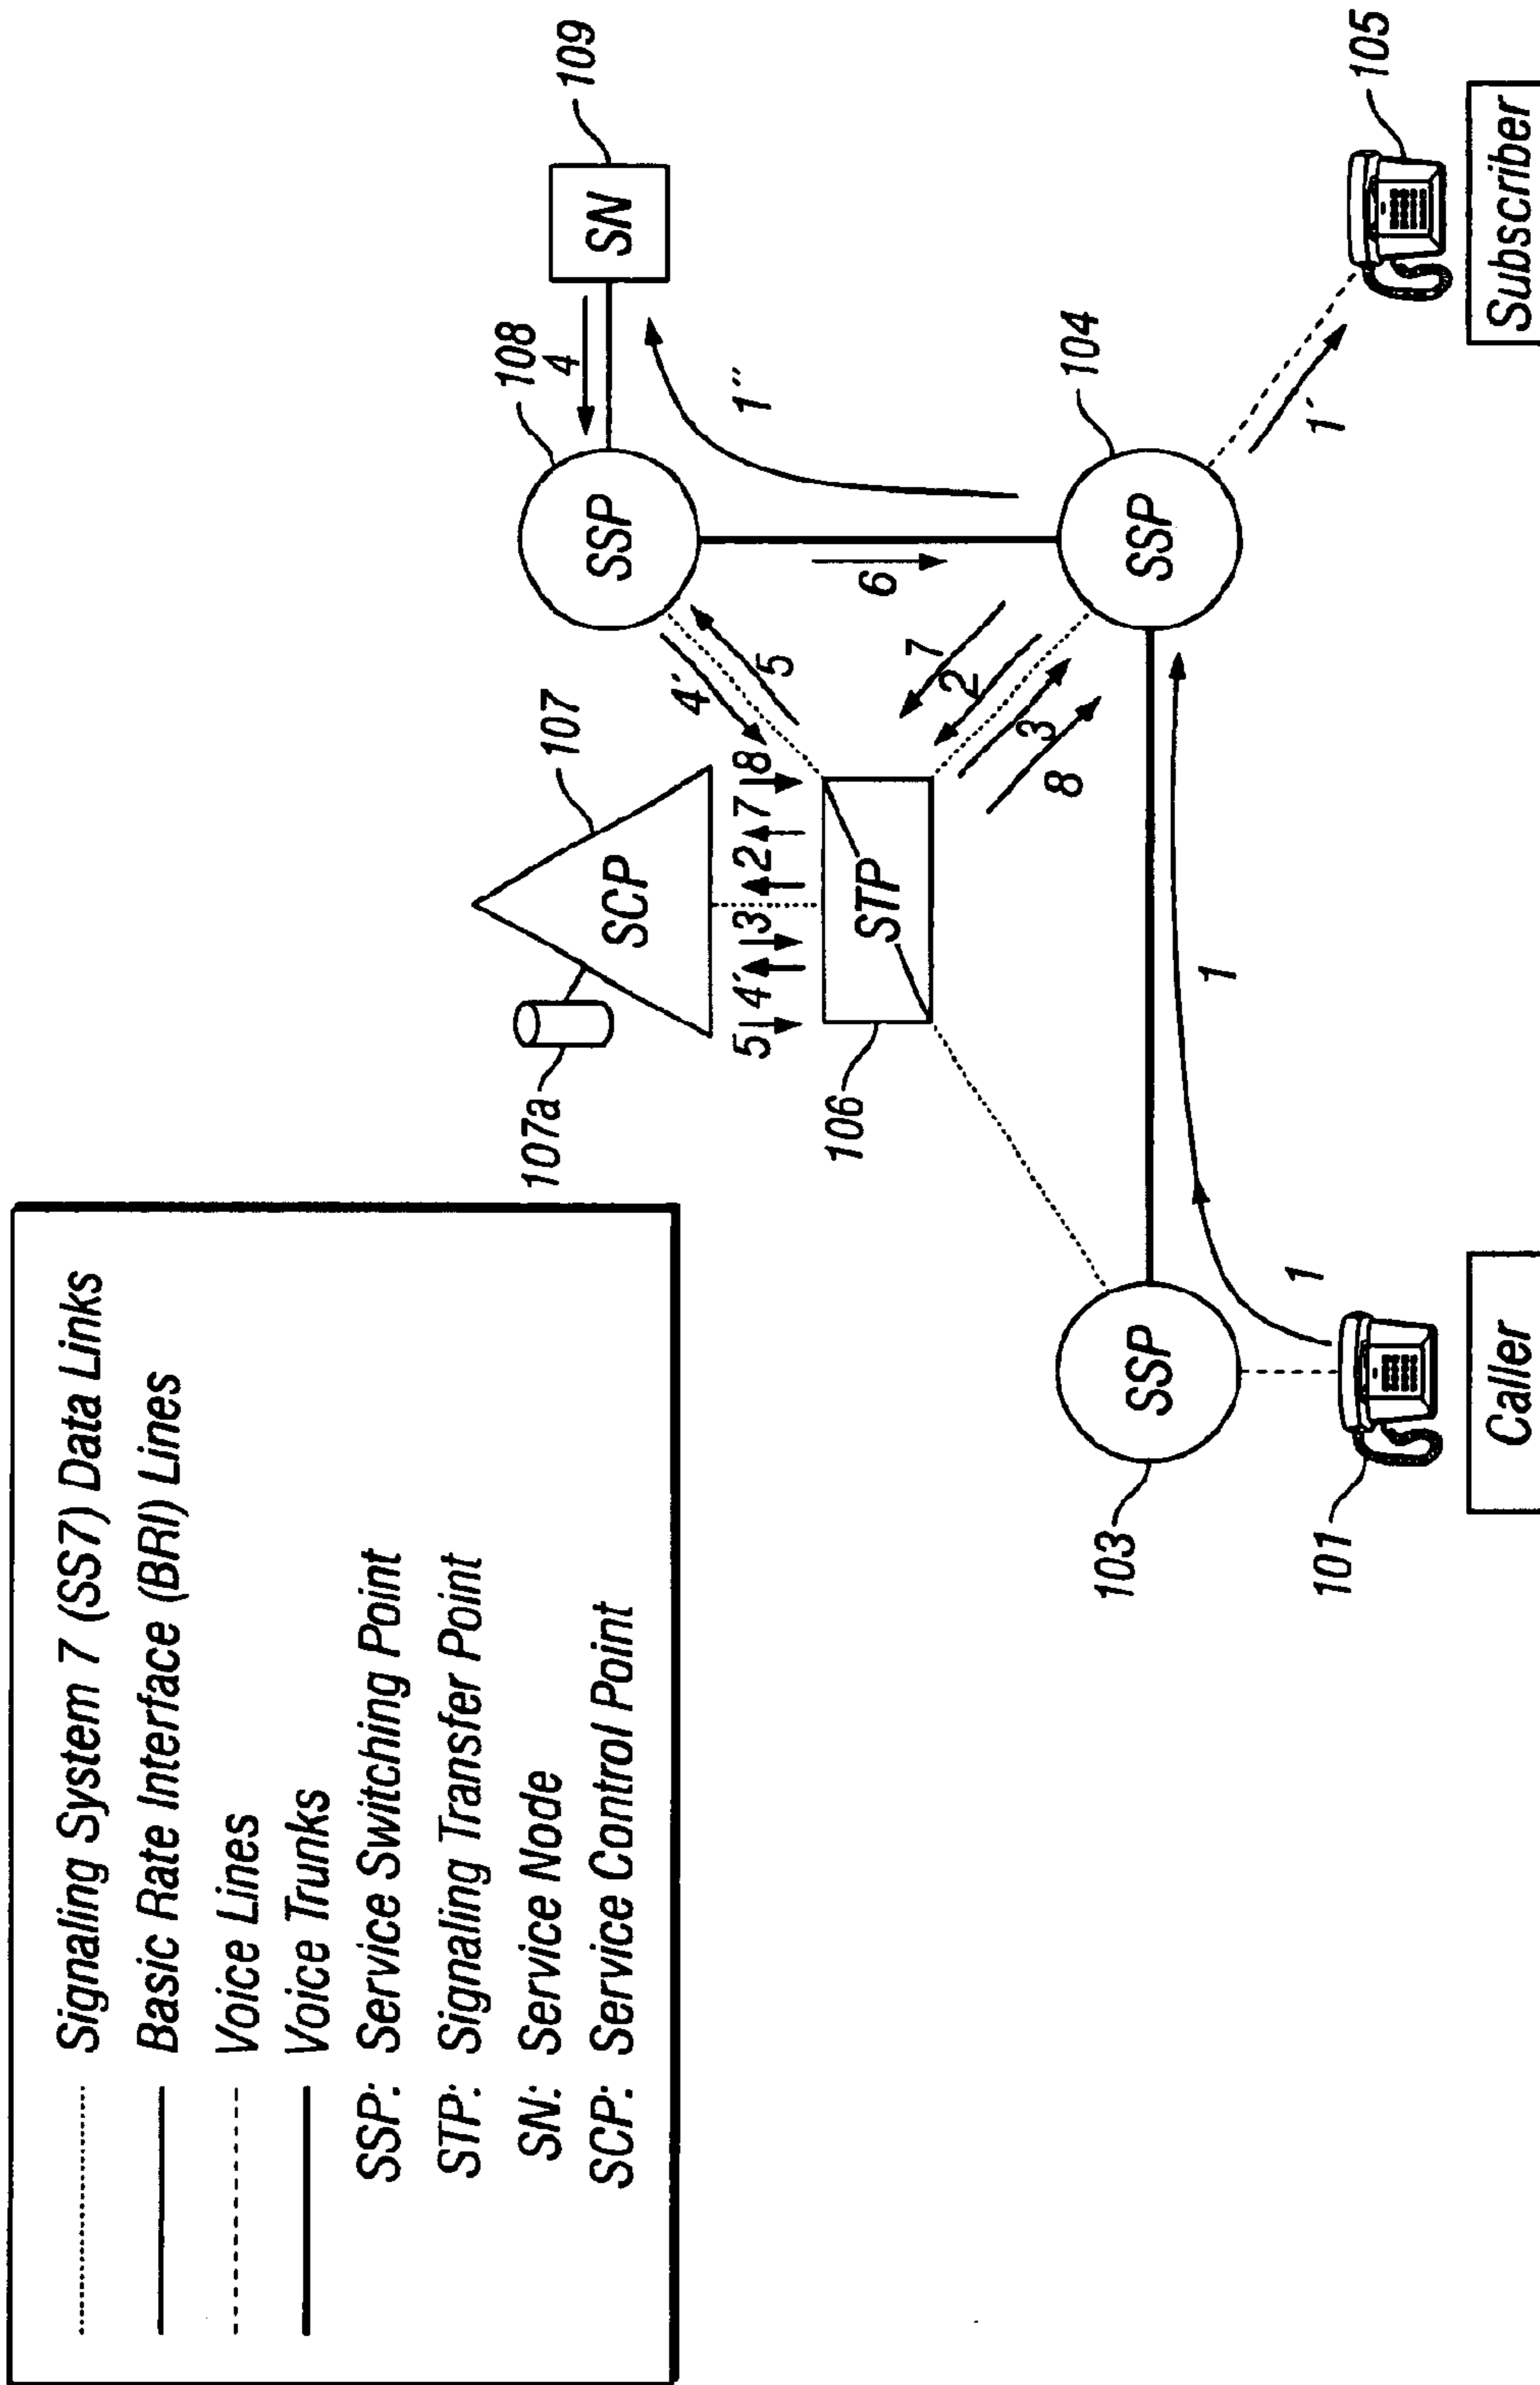 Signaling System 7 (SS7) Data Links
Basic Rate Interface (BRI) Lines
Voice Lines
Voice Trunks
SSP: Service Switching Point
STP: Signaling Transfer Point
SN: Service Node
SCP: Service Control Point
107a
107
108
109
SCP
SSP
4
SN
5 4' 3 2 7 8
4'
5
1''
106
STP
7
2
3
8
6
104
103
SSP
SSP
1
1
1'
101
105
Caller
Subscriber